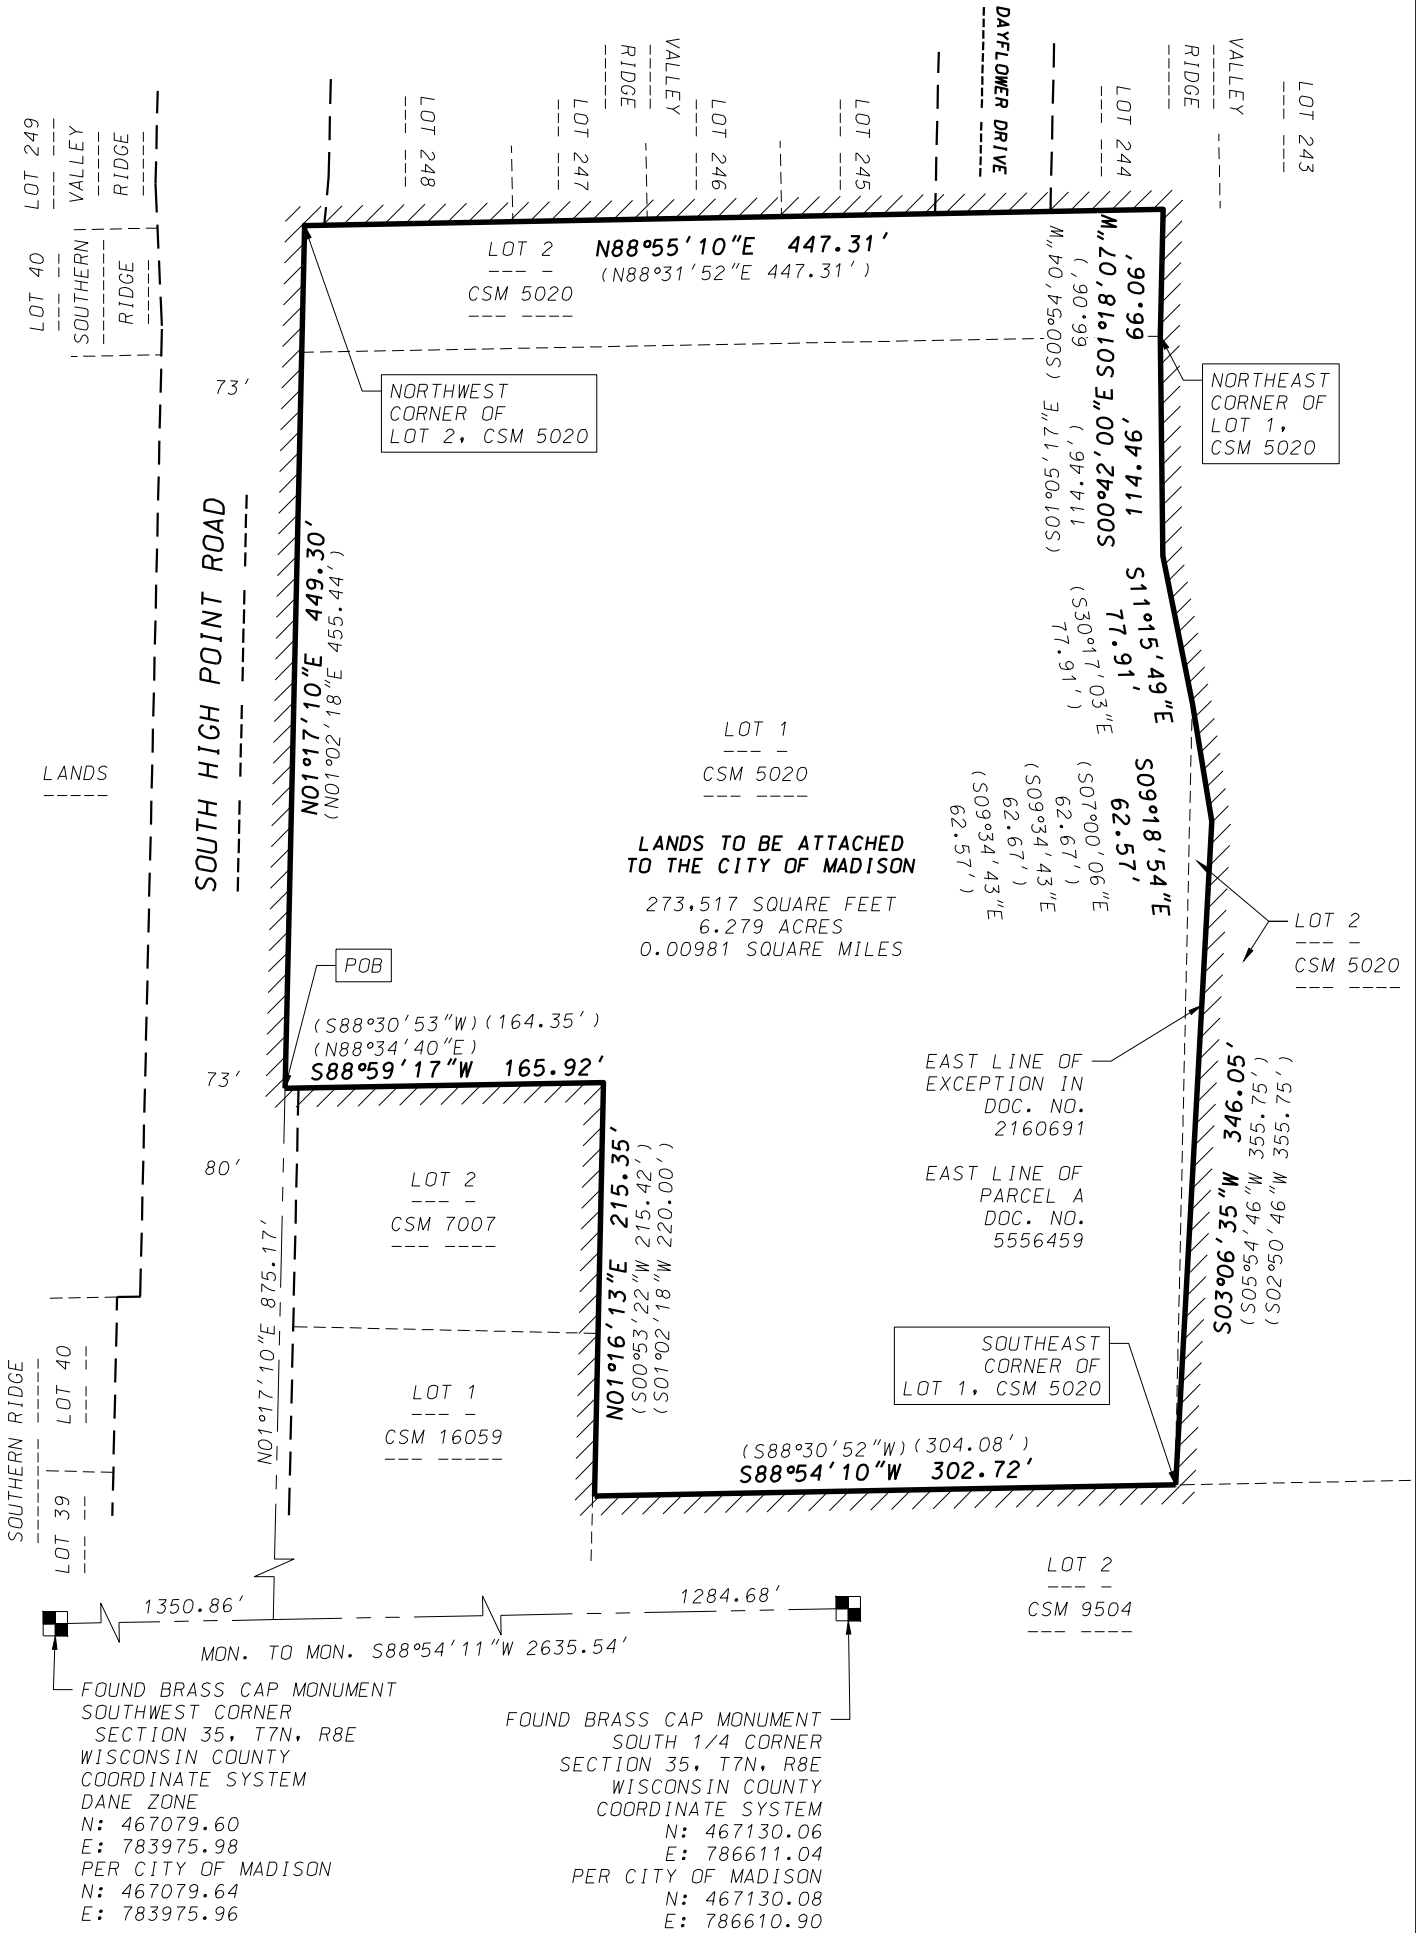 LOT 249
VALLEY
RIDGE
LOT 40
SOUTHERN
RIDGE
LOT 248
LOT 247
VALLEY
RIDGE
LOT 246
LOT 245
DAYFLOWER DRIVE
LOT 244
VALLEY
RIDGE
LOT 243
LOT 2
CSM 5020
N88°55'10"E 447.31'
(N88°31'52"E 447.31')
66.06'
S01°18'07"W
66.06')
(S00°54'04"W
NORTHWEST
CORNER OF
LOT 2, CSM 5020
NORTHEAST
CORNER OF
LOT 1,
CSM 5020
73'
114.46'
S00°42'00"E
114.46')
(S01°05'17"E
SOUTH HIGH POINT ROAD
N01°17'10"E 449.30'
(N01°02'18"E 455.44')
S11°15'49"E
77.91'
(S30°17'03"E
77.91')
LANDS
LOT 1
CSM 5020
LANDS TO BE ATTACHED
TO THE CITY OF MADISON
273,517 SQUARE FEET
6.279 ACRES
0.00981 SQUARE MILES
S09°18'54"E
62.57'
(S07°00'06"E
62.67')
(S09°34'43"E
62.67')
(S09°34'43"E
62.57')
LOT 2
CSM 5020
POB
(S88°30'53"W)(164.35')
(N88°34'40"E)
S88°59'17"W 165.92'
73'
80'
EAST LINE OF
EXCEPTION IN
DOC. NO.
2160691
EAST LINE OF
PARCEL A
DOC. NO.
5556459
S03°06'35"W 346.05'
(S05°54'46"W 355.75')
(S02°50'46"W 355.75')
LOT 2
CSM 7007
N01°16'13"E 215.35'
(S00°53'22"W 215.42')
(S01°02'18"W 220.00')
N01°17'10"E 875.17'
SOUTHEAST
CORNER OF
LOT 1, CSM 5020
SOUTHERN RIDGE
LOT 40
LOT 39
LOT 1
CSM 16059
(S88°30'52"W)(304.08')
S88°54'10"W 302.72'
LOT 2
CSM 9504
1350.86'
1284.68'
MON. TO MON. S88°54'11"W 2635.54'
FOUND BRASS CAP MONUMENT
SOUTHWEST CORNER
SECTION 35, T7N, R8E
WISCONSIN COUNTY
COORDINATE SYSTEM
DANE ZONE
N: 467079.60
E: 783975.98
PER CITY OF MADISON
N: 467079.64
E: 783975.96
FOUND BRASS CAP MONUMENT
SOUTH 1/4 CORNER
SECTION 35, T7N, R8E
WISCONSIN COUNTY
COORDINATE SYSTEM
N: 467130.06
E: 786611.04
PER CITY OF MADISON
N: 467130.08
E: 786610.90